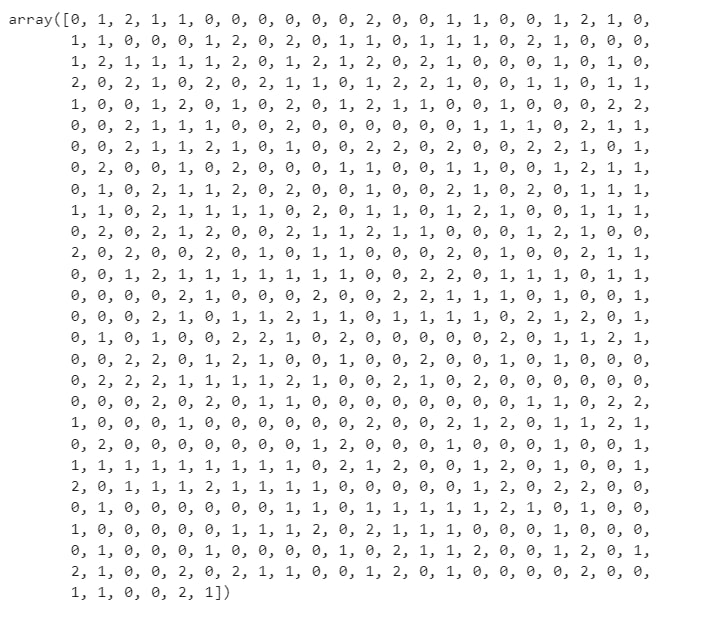 array([0, 1, 2, 1, 1, 0, 0, 0, 0, 0, 0, 2, 0, 0, 1, 1, 0, 0, 1, 2, 1, 0,
1, 1, 0, 0, 0, 1, 2, 0, 2, 0, 1, 1, 0, 1, 1, 1, 0, 2, 1, 0, 0, 0,
1, 2, 1, 1, 1, 1, 2, 0, 1, 2, 1, 2, 0, 2, 1, 0, 0, 0, 1, 0, 1, 0,
2, 0, 2, 1, 0, 2, 0, 2, 1, 1, 0, 1, 2, 2, 1, 0, 0, 1, 1, 0, 1, 1,
1, 0, 0, 1, 2, 0, 1, 0, 2, 0, 1, 2, 1, 1, 0, 0, 1, 0, 0, 0, 2, 2,
0, 0, 2, 1, 1, 1, 0, 0, 2, 0, 0, 0, 0, 0, 0, 1, 1, 1, 0, 2, 1, 1,
0, 0, 2, 1, 1, 2, 1, 0, 1, 0, 0, 2, 2, 0, 2, 0, 0, 2, 2, 1, 0, 1,
0, 2, 0, 0, 1, 0, 2, 0, 0, 0, 1, 1, 0, 0, 1, 1, 0, 0, 1, 2, 1, 1,
0, 1, 0, 2, 1, 1, 2, 0, 2, 0, 0, 1, 0, 0, 2, 1, 0, 2, 0, 1, 1, 1,
1, 1, 0, 2, 1, 1, 1, 1, 0, 2, 0, 1, 1, 0, 1, 2, 1, 0, 0, 1, 1, 1,
0, 2, 0, 2, 1, 2, 0, 0, 2, 1, 1, 2, 1, 1, 0, 0, 0, 1, 2, 1, 0, 0,
2, 0, 2, 0, 0, 2, 0, 1, 0, 1, 1, 0, 0, 0, 2, 0, 1, 0, 0, 2, 1, 1,
0, 0, 1, 2, 1, 1, 1, 1, 1, 1, 1, 0, 0, 2, 2, 0, 1, 1, 1, 0, 1, 1,
0, 0, 0, 0, 2, 1, 0, 0, 0, 2, 0, 0, 2, 2, 1, 1, 1, 0, 1, 0, 0, 1,
0, 0, 0, 2, 1, 0, 1, 1, 2, 1, 1, 0, 1, 1, 1, 1, 0, 2, 1, 2, 0, 1,
0, 1, 0, 1, 0, 0, 2, 2, 1, 0, 2, 0, 0, 0, 0, 0, 2, 0, 1, 1, 2, 1,
0, 0, 2, 2, 0, 1, 2, 1, 0, 0, 1, 0, 0, 2, 0, 0, 1, 0, 1, 0, 0, 0,
0, 2, 2, 2, 1, 1, 1, 1, 2, 1, 0, 0, 2, 1, 0, 2, 0, 0, 0, 0, 0, 0,
0, 0, 0, 2, 0, 2, 0, 1, 1, 0, 0, 0, 0, 0, 0, 0, 0, 1, 1, 0, 2, 2,
1, 0, 0, 0, 1, 0, 0, 0, 0, 0, 0, 2, 0, 0, 2, 1, 2, 0, 1, 1, 2, 1,
0, 2, 0, 0, 0, 0, 0, 0, 0, 1, 2, 0, 0, 0, 1, 0, 0, 0, 1, 0, 0, 1,
1, 1, 1, 1, 1, 1, 1, 1, 1, 0, 2, 1, 2, 0, 0, 1, 2, 0, 1, 0, 0, 1,
2, 0, 1, 1, 1, 2, 1, 1, 1, 1, 0, 0, 0, 0, 0, 1, 2, 0, 2, 2, 0, 0,
0, 1, 0, 0, 0, 0, 0, 0, 1, 1, 0, 1, 1, 1, 1, 1, 2, 1, 0, 1, 0, 0,
1, 0, 0, 0, 0, 0, 1, 1, 1, 2, 0, 2, 1, 1, 1, 0, 0, 0, 1, 0, 0, 0,
0, 1, 0, 0, 0, 1, 0, 0, 0, 0, 1, 0, 2, 1, 1, 2, 0, 0, 1, 2, 0, 1,
2, 1, 0, 0, 2, 0, 2, 1, 1, 0, 0, 1, 2, 0, 1, 0, 0, 0, 0, 2, 0, 0,
1, 1, 0, 0, 2, 1])